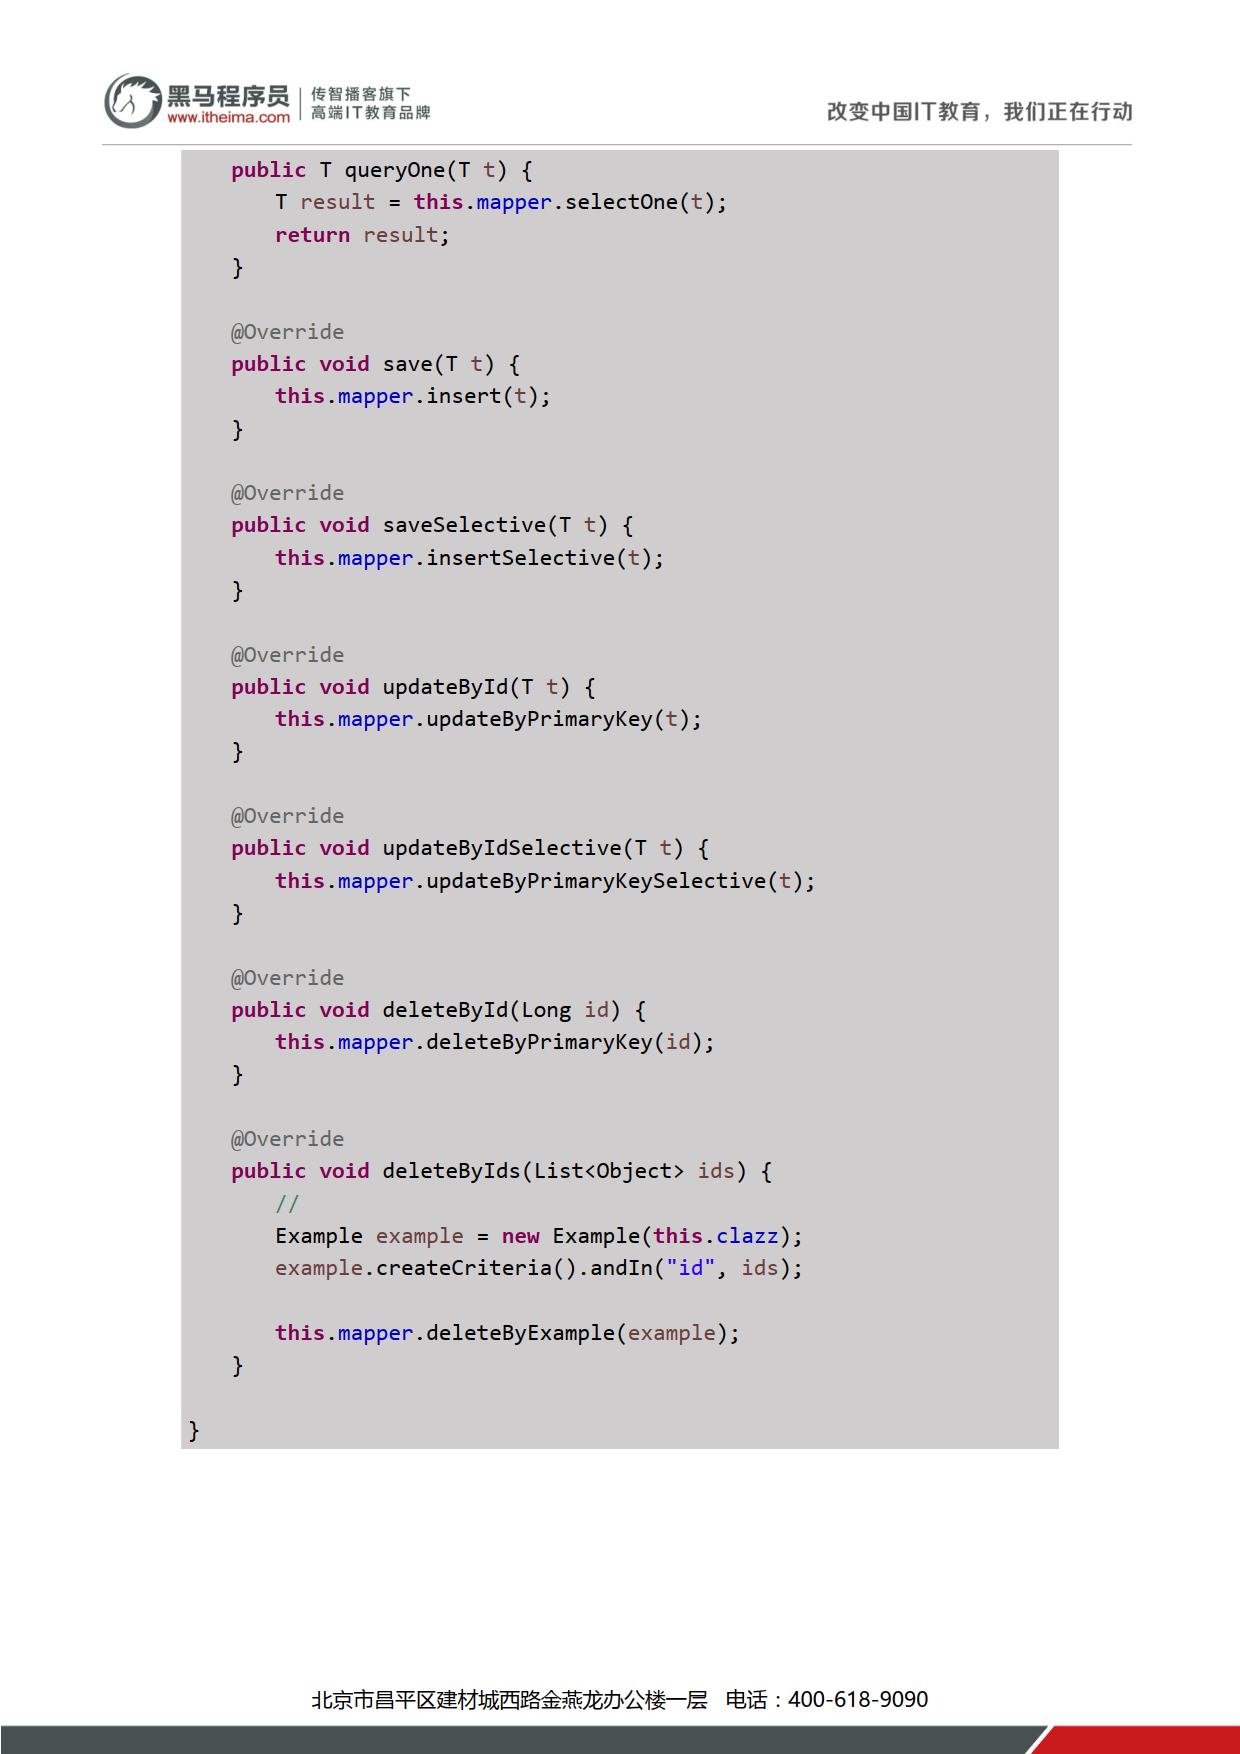 黑马程序员
www.itheima.com
传智播客旗下
高端IT教育品牌
改变中国IT教育，我们正在行动
public T queryOne(T t) {
T result = this.mapper.selectOne(t);
return result;
}
@Override
public void save(T t) {
this.mapper.insert(t);
}
@Override
public void saveSelective(T t) {
this.mapper.insertSelective(t);
}
@Override
public void updateById(T t) {
this.mapper.updateByPrimaryKey(t);
}
@Override
public void updateByIdSelective(T t) {
this.mapper.updateByPrimaryKeySelective(t);
}
@Override
public void deleteById(Long id) {
this.mapper.deleteByPrimaryKey(id);
}
@Override
public void deleteByIds(List<Object> ids) {
//
Example example = new Example(this.clazz);
example.createCriteria().andIn("id", ids);
this.mapper.deleteByExample(example);
}
}
北京市昌平区建材城西路金燕龙办公楼一层 电话：400-618-9090